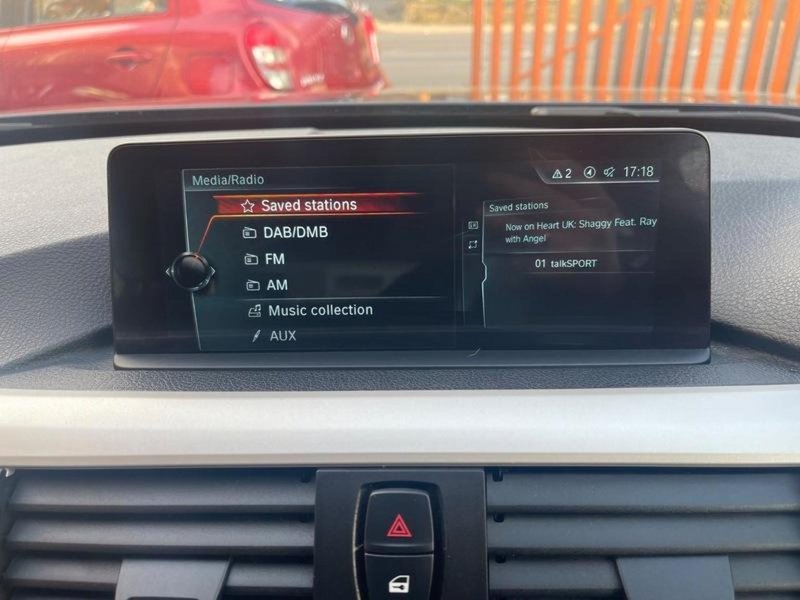 Media/Radio
2 17:18
Saved stations
DAB/DMB
FM
AM
Music collection
AUX
Saved stations
Now on Heart UK: Shaggy Feat. Ray
with Angel
01 talkSPORT